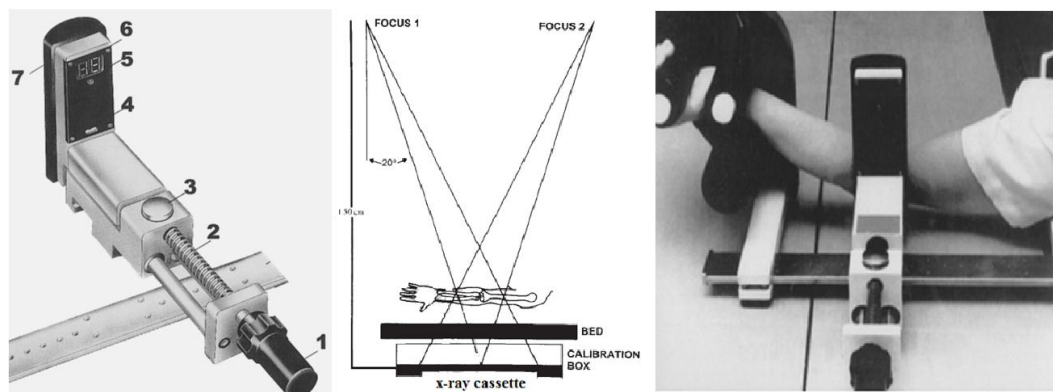 6
5
7
4
3
2
1
FOCUS 1
FOCUS 2
20°
BED
CALIBRATION
BOX
x-ray cassette